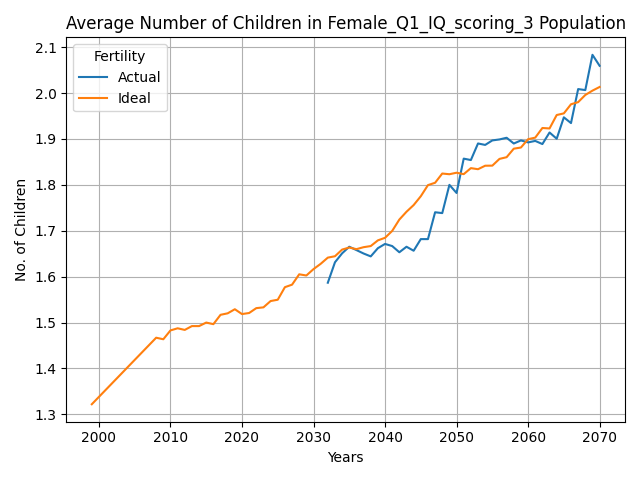 Average Number of Children in Female_Q1_IQ_scoring_3 Population
Fertility
Actual
Ideal
No. of Children
2.1
2.0
1.9
1.8
1.7
1.6
1.5
1.4
1.3
2000 2010 2020 2030 2040 2050 2060 2070
Years